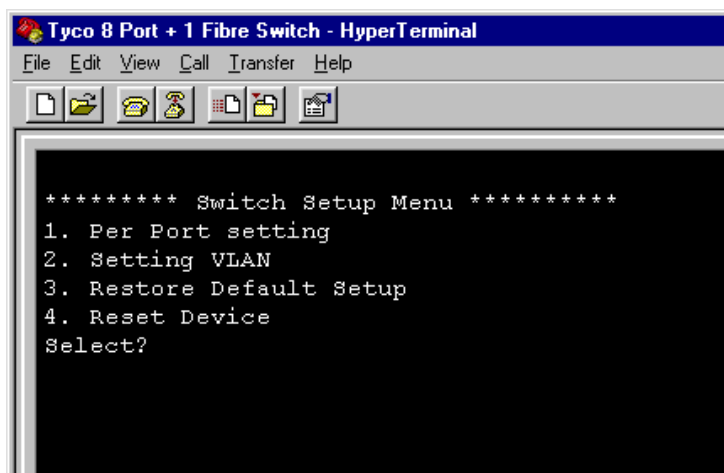 Tyco 8 Port + 1 Fibre Switch - HyperTerminal
File Edit View Call Transfer Help
********* Switch Setup Menu **********
1. Per Port setting
2. Setting VLAN
3. Restore Default Setup
4. Reset Device
Select?